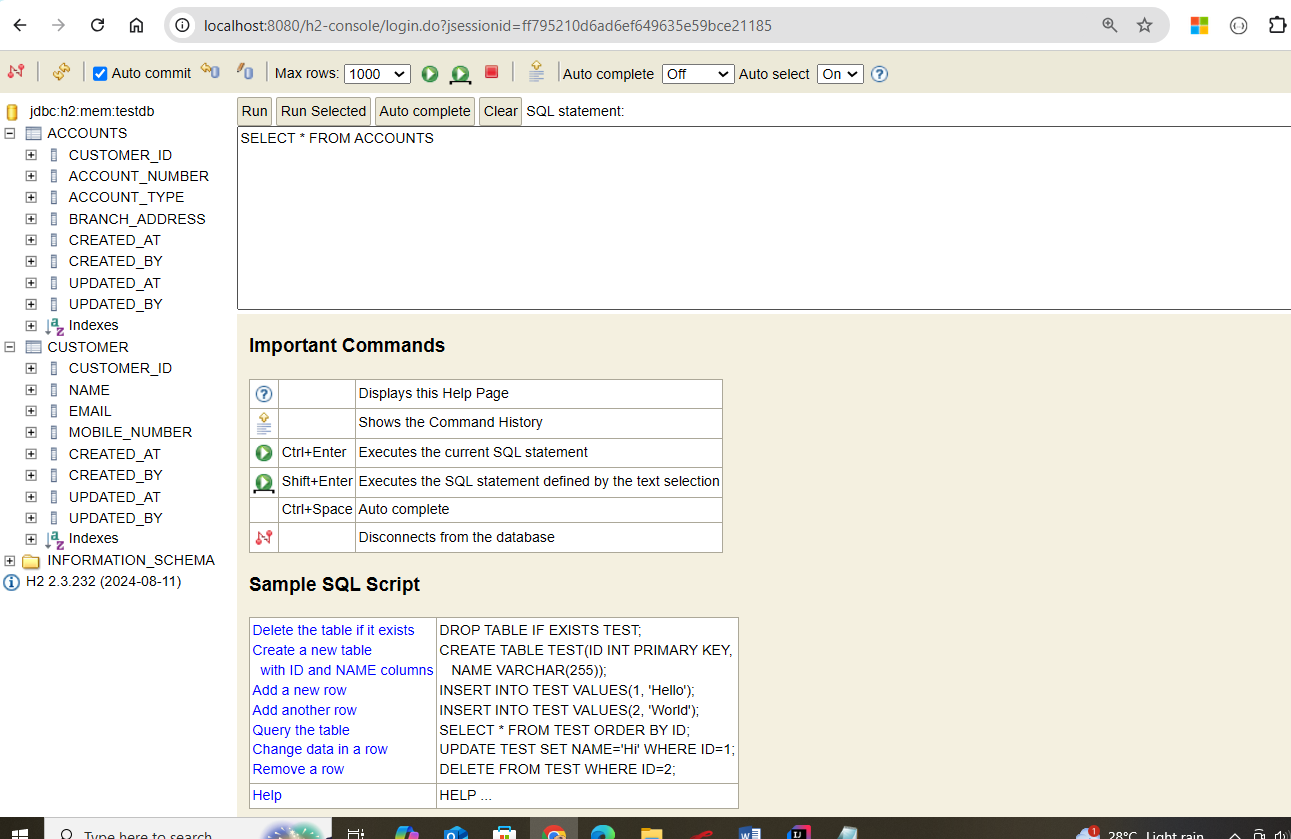 localhost:8080/h2-console/login.do?jsessionid=ff795210d6ad6ef649635e59bce21185
Auto commit Max rows: 1000 Auto complete Off Auto select On ?
jdbc:h2:mem:testdb
ACCOUNTS
CUSTOMER_ID
ACCOUNT_NUMBER
ACCOUNT_TYPE
BRANCH_ADDRESS
CREATED_AT
CREATED_BY
UPDATED_AT
UPDATED_BY
Indexes
CUSTOMER
CUSTOMER_ID
NAME
EMAIL
MOBILE_NUMBER
CREATED_AT
CREATED_BY
UPDATED_AT
UPDATED_BY
Indexes
INFORMATION_SCHEMA
H2 2.3.232 (2024-08-11)
Run Run Selected Auto complete Clear SQL statement:
SELECT * FROM ACCOUNTS
Important Commands
? Displays this Help Page
Shows the Command History
Ctrl+Enter Executes the current SQL statement
Shift+Enter Executes the SQL statement defined by the text selection
Ctrl+Space Auto complete
Disconnects from the database
Sample SQL Script
Delete the table if it exists DROP TABLE IF EXISTS TEST;
Create a new table CREATE TABLE TEST(ID INT PRIMARY KEY,
with ID and NAME columns NAME VARCHAR(255));
Add a new row INSERT INTO TEST VALUES(1, 'Hello');
Add another row INSERT INTO TEST VALUES(2, 'World');
Query the table SELECT * FROM TEST ORDER BY ID;
Change data in a row UPDATE TEST SET NAME='Hi' WHERE ID=1;
Remove a row DELETE FROM TEST WHERE ID=2;
Help HELP ...
Type here to search 1 28°C Light rain